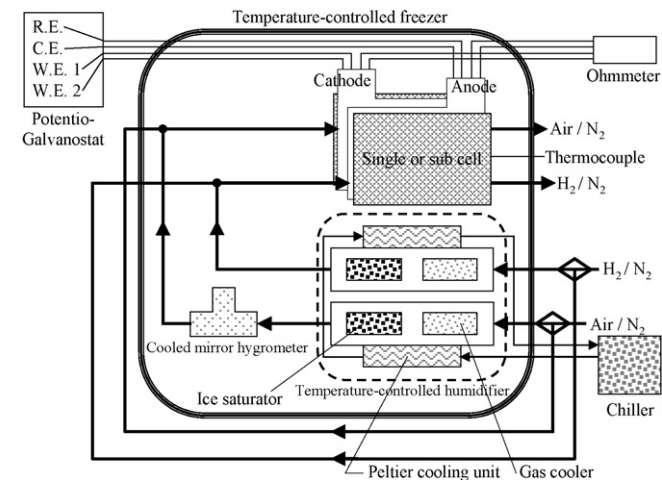 Temperature-controlled freezer
R.E.
C.E.
W.E. 1
W.E. 2
Potentio-
Galvanostat
Cathode
Anode
Ohmmeter
Single or sub cell
Air / N2
Thermocouple
H2 / N2
H2 / N2
Air / N2
Cooled mirror hygrometer
Temperature-controlled humidifier
Ice saturator
Chiller
Peltier cooling unit
Gas cooler